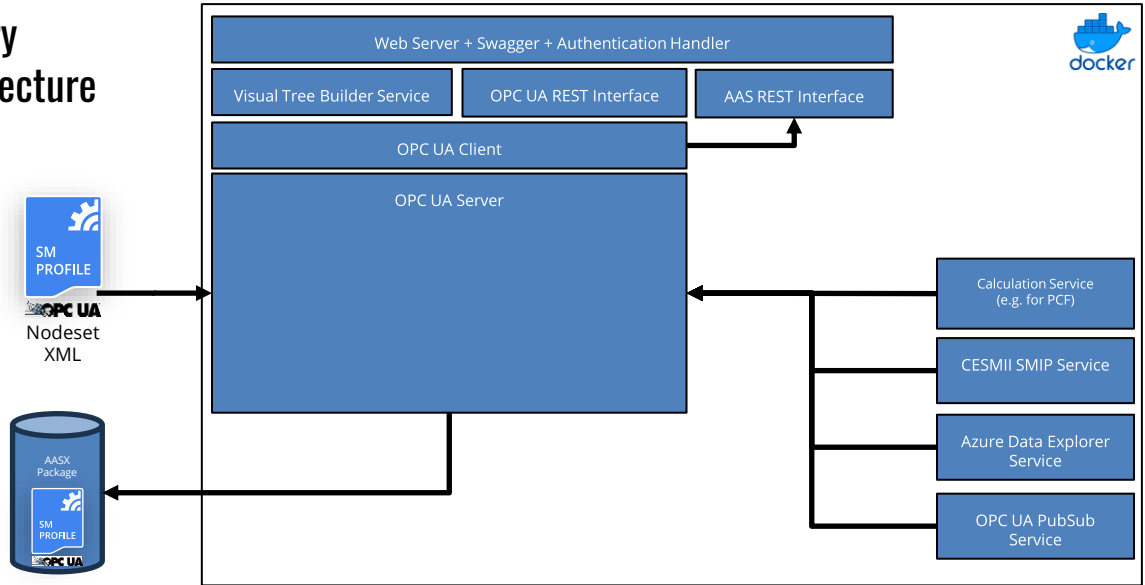 y
ecture
Web Server + Swagger + Authentication Handler
docker
Visual Tree Builder Service
OPC UA REST Interface
AAS REST Interface
OPC UA Client
OPC UA Server
SM
PROFILE
OPC UA
Nodeset
XML
Calculation Service
(e.g. for PCF)
CESMII SMIP Service
Azure Data Explorer
Service
OPC UA PubSub
Service
AASX
Package
SM
PROFILE
OPC UA